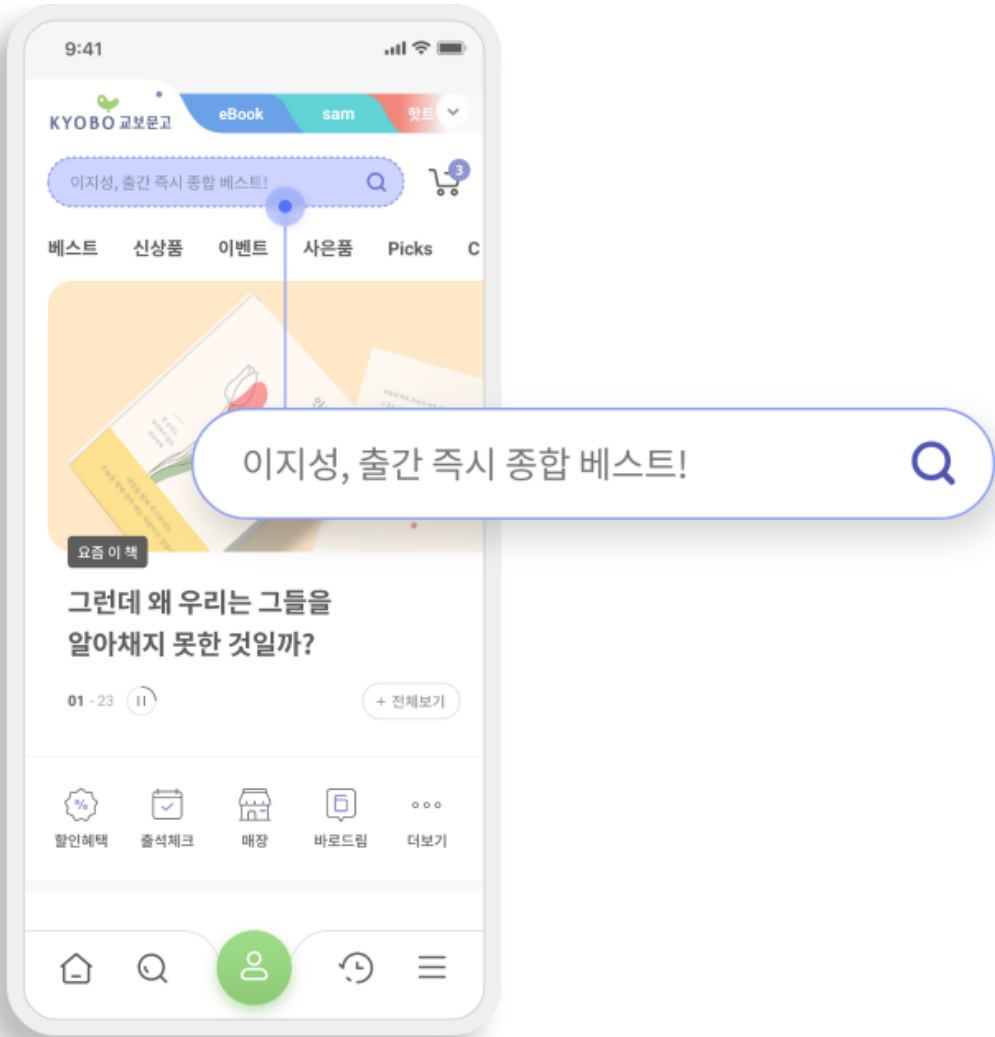 9:41
KYOBO 교보문고
eBook
sam
핫트
이지성, 출간 즉시 종합 베스트!
3
베스트
신상품
이벤트
사은품
Picks
C
이지성, 출간 즉시 종합 베스트!
요즘 이 책
그런데 왜 우리는 그들을
알아채지 못한 것일까?
01 - 23
+ 전체보기
할인혜택
출석체크
매장
바로드림
더보기